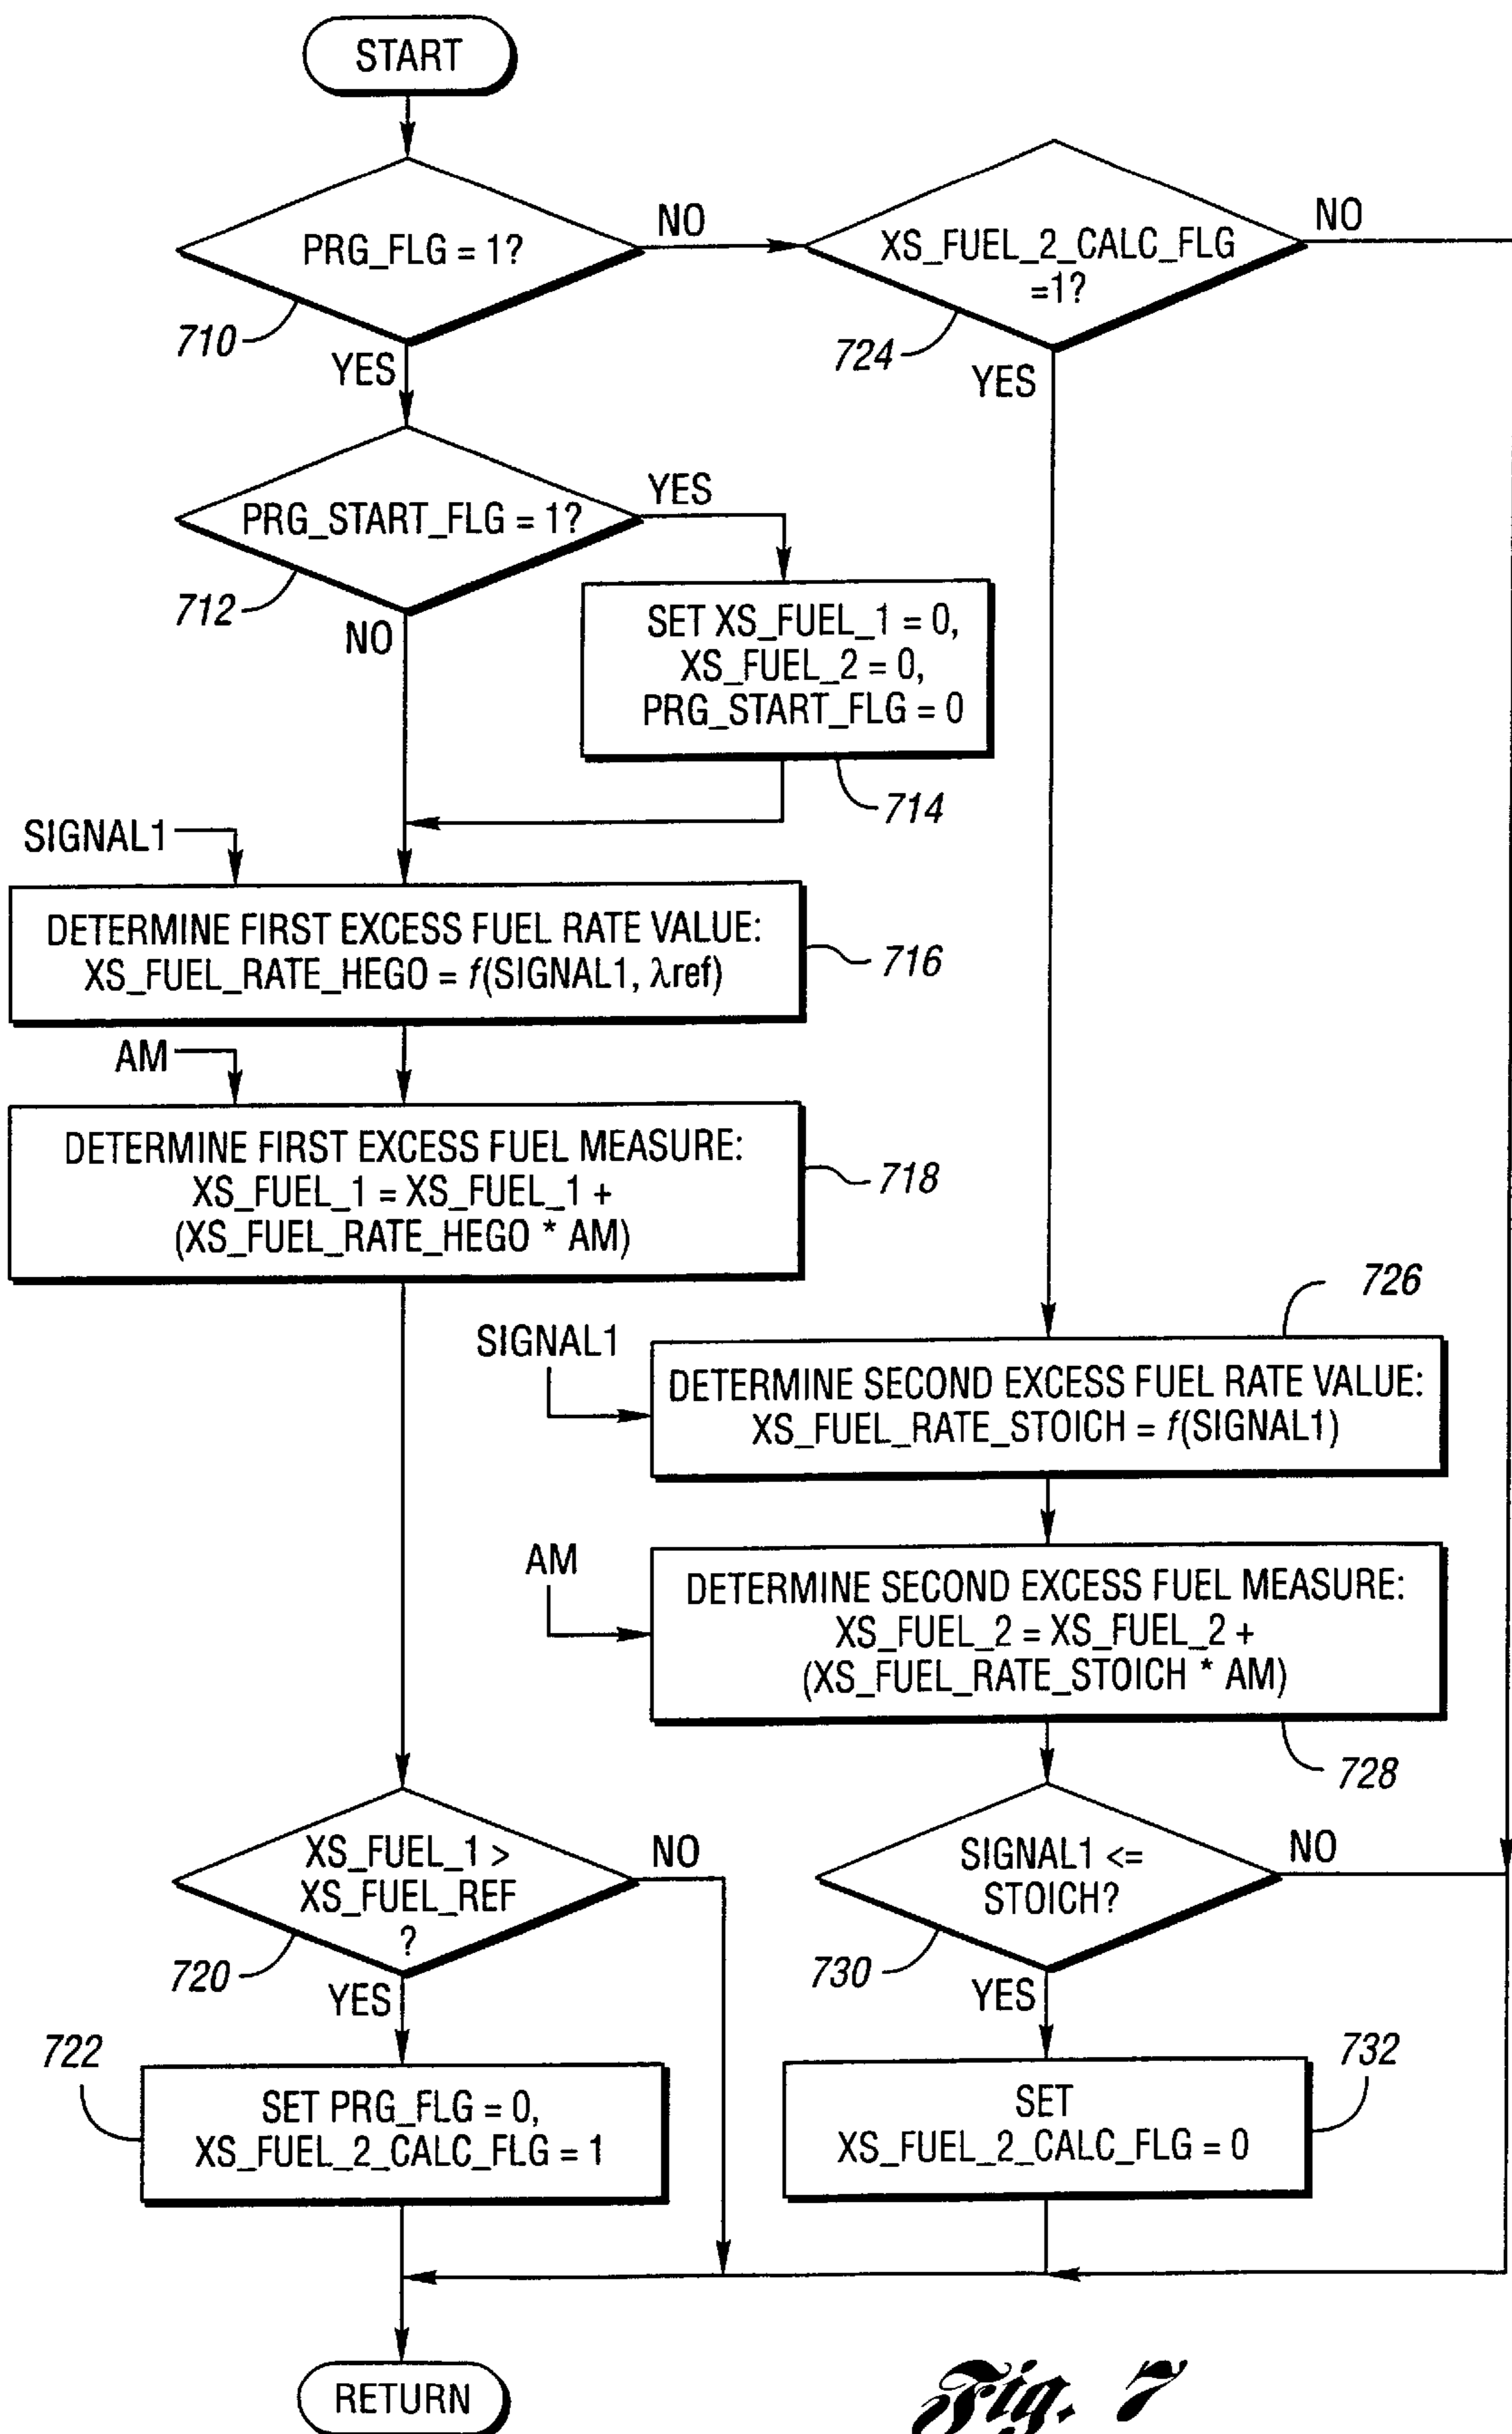 START
PRG_FLG = 1?
NO
710
YES
XS_FUEL_2_CALC_FLG
=1?
NO
724
YES
PRG_START_FLG = 1?
YES
712
NO
SET XS_FUEL_1 = 0,
XS_FUEL_2 = 0,
PRG_START_FLG = 0
714
SIGNAL1
DETERMINE FIRST EXCESS FUEL RATE VALUE:
XS_FUEL_RATE_HEGO = f(SIGNAL1, λref)
716
AM
DETERMINE FIRST EXCESS FUEL MEASURE:
XS_FUEL_1 = XS_FUEL_1 +
(XS_FUEL_RATE_HEGO * AM)
718
726
SIGNAL1
DETERMINE SECOND EXCESS FUEL RATE VALUE:
XS_FUEL_RATE_STOICH = f(SIGNAL1)
AM
DETERMINE SECOND EXCESS FUEL MEASURE:
XS_FUEL_2 = XS_FUEL_2 +
(XS_FUEL_RATE_STOICH * AM)
728
XS_FUEL_1 >
XS_FUEL_REF
?
NO
720
YES
SIGNAL1 <=
STOICH?
NO
730
YES
722
SET PRG_FLG = 0,
XS_FUEL_2_CALC_FLG = 1
732
SET
XS_FUEL_2_CALC_FLG = 0
RETURN
Fig. 7